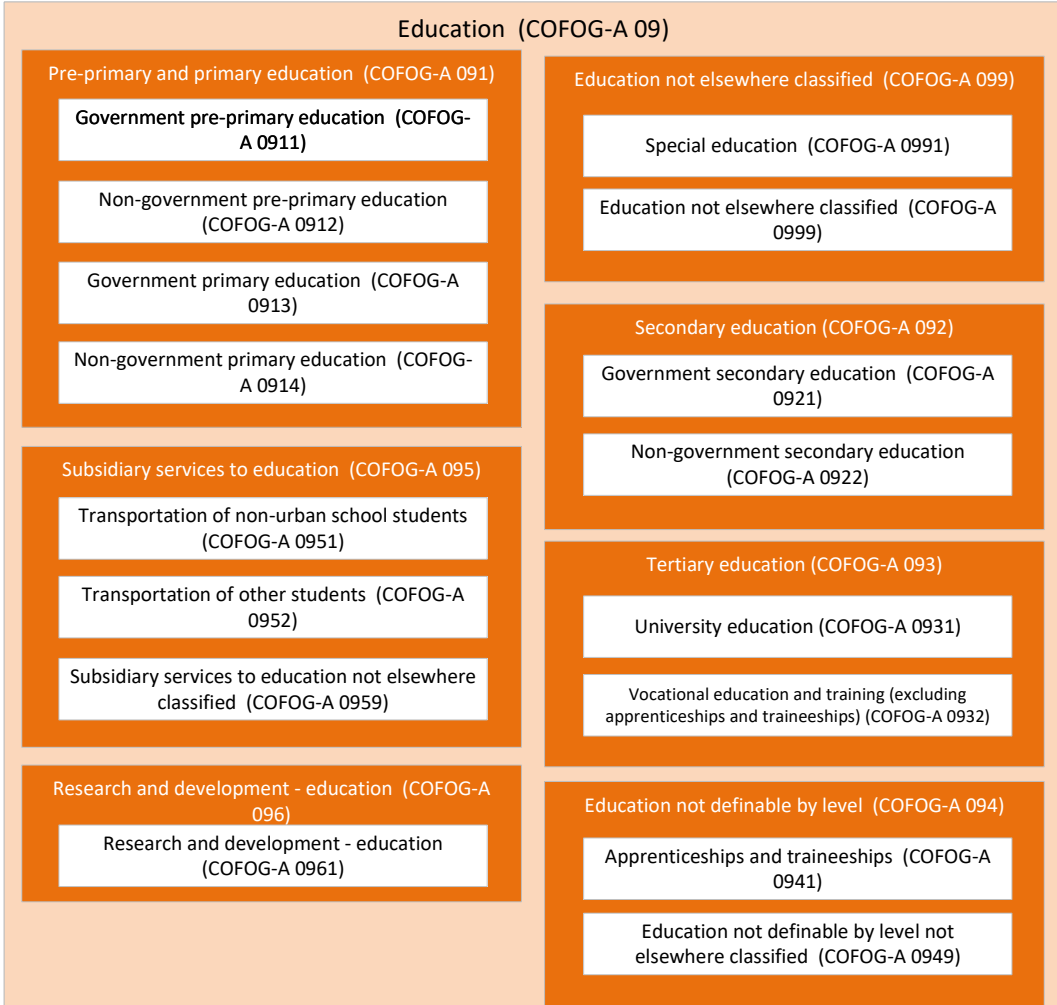 Education (COFOG-A 09)
Pre-primary and primary education (COFOG-A 091)
Government pre-primary education (COFOG-
A 0911)
Non-government pre-primary education
(COFOG-A 0912)
Government primary education (COFOG-A
0913)
Non-government primary education (COFOG-
A 0914)
Subsidiary services to education (COFOG-A 095)
Transportation of non-urban school students
(COFOG-A 0951)
Transportation of other students (COFOG-A
0952)
Subsidiary services to education not elsewhere
classified (COFOG-A 0959)
Research and development - education (COFOG-A
096)
Research and development - education
(COFOG-A 0961)
Education not elsewhere classified (COFOG-A 099)
Special education (COFOG-A 0991)
Education not elsewhere classified (COFOG-A
0999)
Secondary education (COFOG-A 092)
Government secondary education (COFOG-A
0921)
Non-government secondary education
(COFOG-A 0922)
Tertiary education (COFOG-A 093)
University education (COFOG-A 0931)
Vocational education and training (excluding
apprenticeships and traineeships) (COFOG-A 0932)
Education not definable by level (COFOG-A 094)
Apprenticeships and traineeships (COFOG-A
0941)
Education not definable by level not
elsewhere classified (COFOG-A 0949)